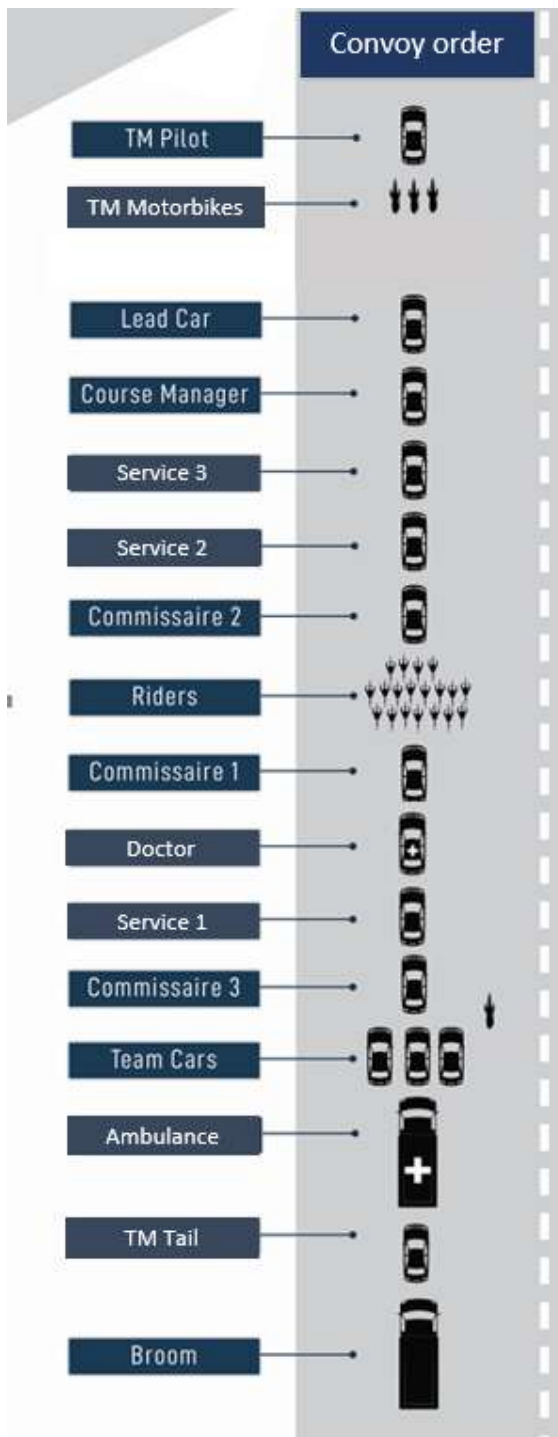 Convoy order
TM Pilot
TM Motorbikes
Lead Car
Course Manager
Service 3
Service 2
Commissaire 2
Riders
Commissaire 1
Doctor
Service 1
Commissaire 3
Team Cars
Ambulance
TM Tail
Broom